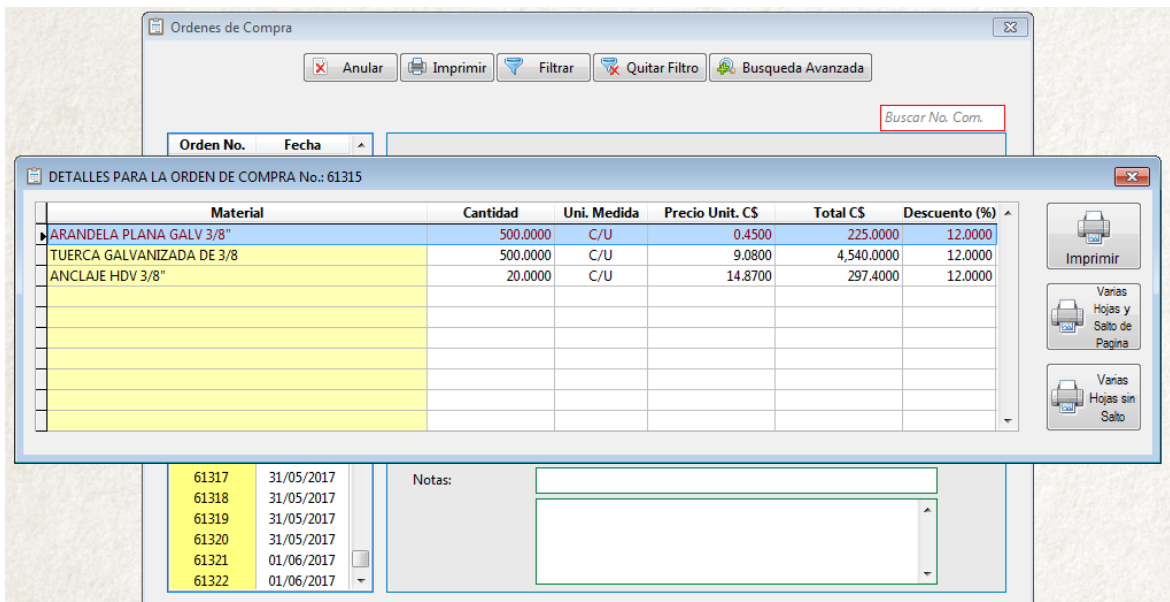 Ordenes de Compra
Anular Imprimir Filtrar Quitar Filtro Busqueda Avanzada
Buscar No. Com.
Orden No. Fecha
DETALLES PARA LA ORDEN DE COMPRA No.: 61315
Material Cantidad Uni. Medida Precio Unit. C$ Total C$ Descuento (%)
ARANDELA PLANA GALV 3/8" 500.0000 C/U 0.4500 225.0000 12.0000
TUERCA GALVANIZADA DE 3/8 500.0000 C/U 9.0800 4,540.0000 12.0000
ANCLAJE HDV 3/8" 20.0000 C/U 14.8700 297.4000 12.0000
Imprimir
Varias
Hojas y
Salto de
Pagina
Varias
Hojas sin
Salto
61317 31/05/2017
61318 31/05/2017
61319 31/05/2017
61320 31/05/2017
61321 01/06/2017
61322 01/06/2017
Notas: